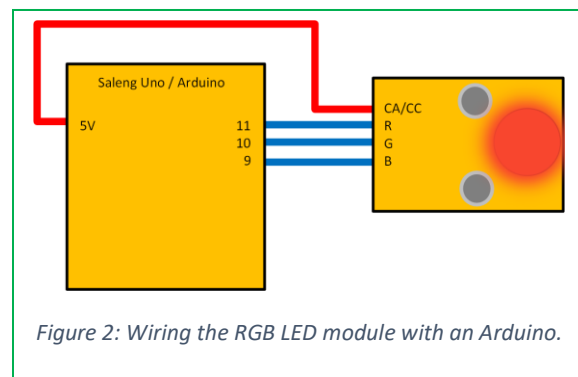 Saleng Uno / Arduino
5V
11
10
9
CA/CC
R
G
B
Figure 2: Wiring the RGB LED module with an Arduino.